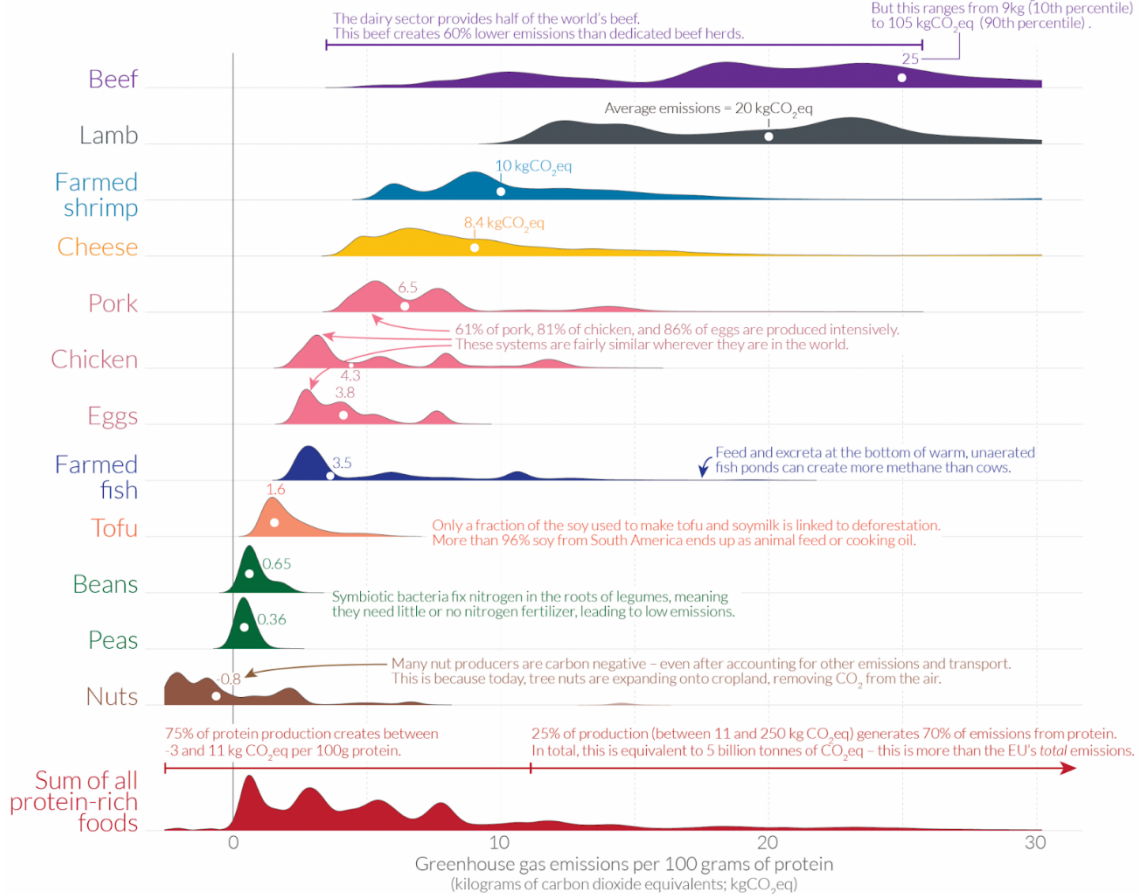 The dairy sector provides half of the world's beef.
This beef creates 60% lower emissions than dedicated beef herds.
But this ranges from 9kg (10th percentile)
to 105 kgCO₂eq (90th percentile) .
Beef
25
Lamb
Average emissions = 20 kgCO₂eq
Farmed
shrimp
10 kgCO₂eq
Cheese
8.4 kgCO₂eq
Pork
6.5
61% of pork, 81% of chicken, and 86% of eggs are produced intensively.
These systems are fairly similar wherever they are in the world.
Chicken
4.3
Eggs
3.8
Farmed
fish
3.5
Feed and excreta at the bottom of warm, unaerated
fish ponds can create more methane than cows.
Tofu
1.6
Only a fraction of the soy used to make tofu and soymilk is linked to deforestation.
More than 96% soy from South America ends up as animal feed or cooking oil.
Beans
0.65
Symbiotic bacteria fix nitrogen in the roots of legumes, meaning
they need little or no nitrogen fertilizer, leading to low emissions.
Peas
0.36
Nuts
-0.8
Many nut producers are carbon negative – even after accounting for other emissions and transport.
This is because today, tree nuts are expanding onto cropland, removing CO₂ from the air.
75% of protein production creates between
-3 and 11 kg CO₂eq per 100g protein.
25% of production (between 11 and 250 kg CO₂eq) generates 70% of emissions from protein.
In total, this is equivalent to 5 billion tonnes of CO₂eq – this is more than the EU's total emissions.
Sum of all
protein-rich
foods
0
10
20
30
Greenhouse gas emissions per 100 grams of protein
(kilograms of carbon dioxide equivalents; kgCO₂eq)